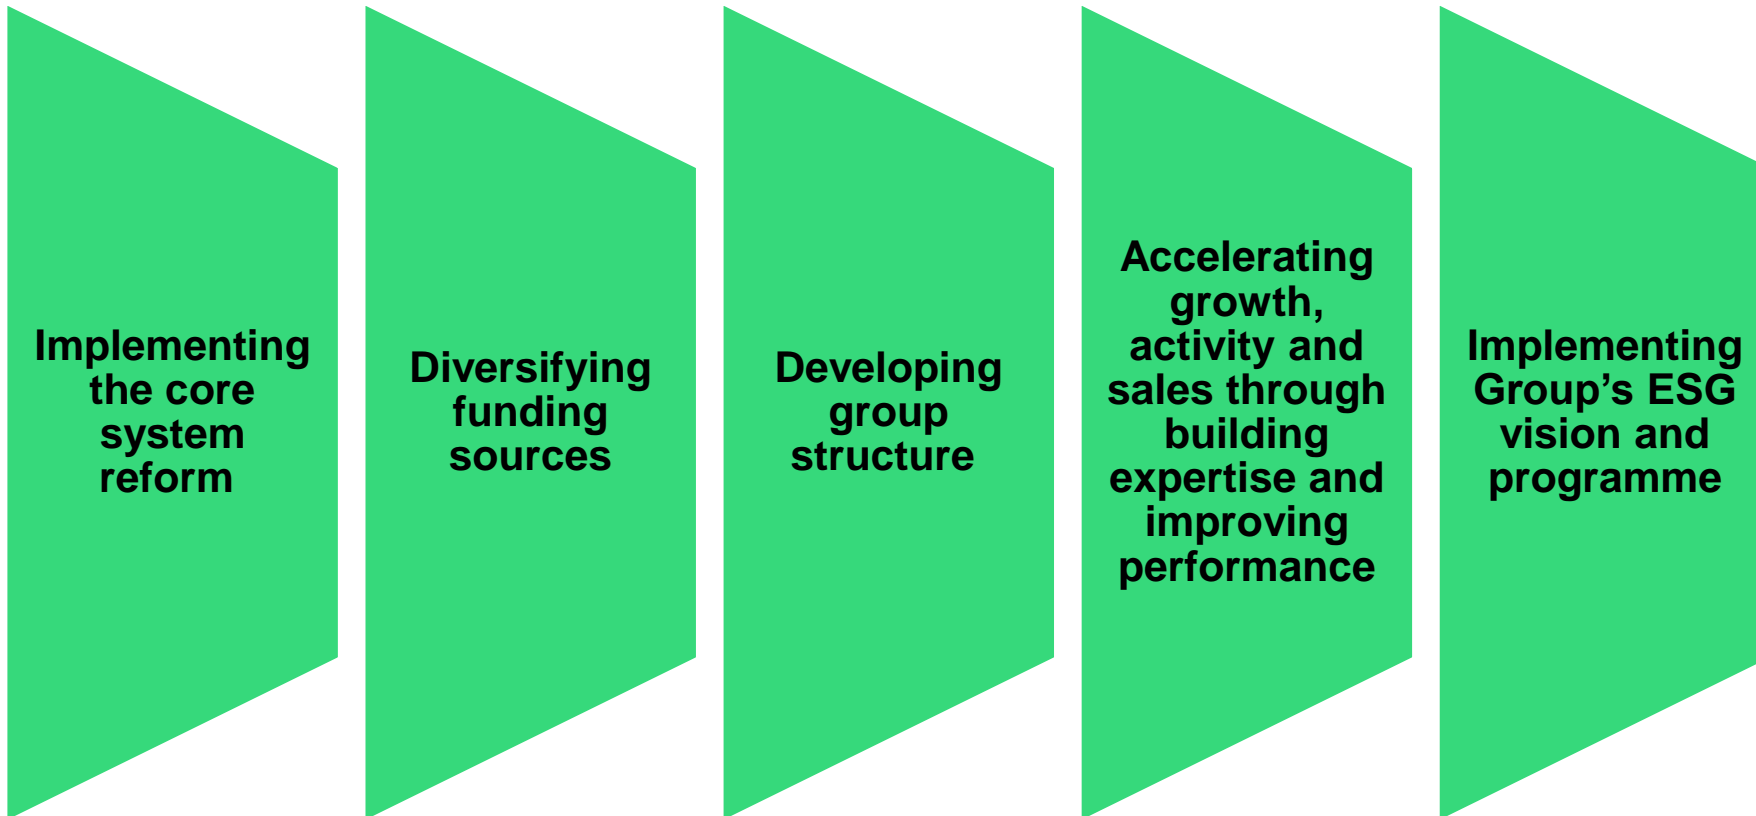 Implementing
the core
system
reform
Diversifying
funding
sources
Developing
group
structure
Accelerating
growth,
activity and
sales through
building
expertise and
improving
performance
Implementing
Group’s ESG
vision and
programme